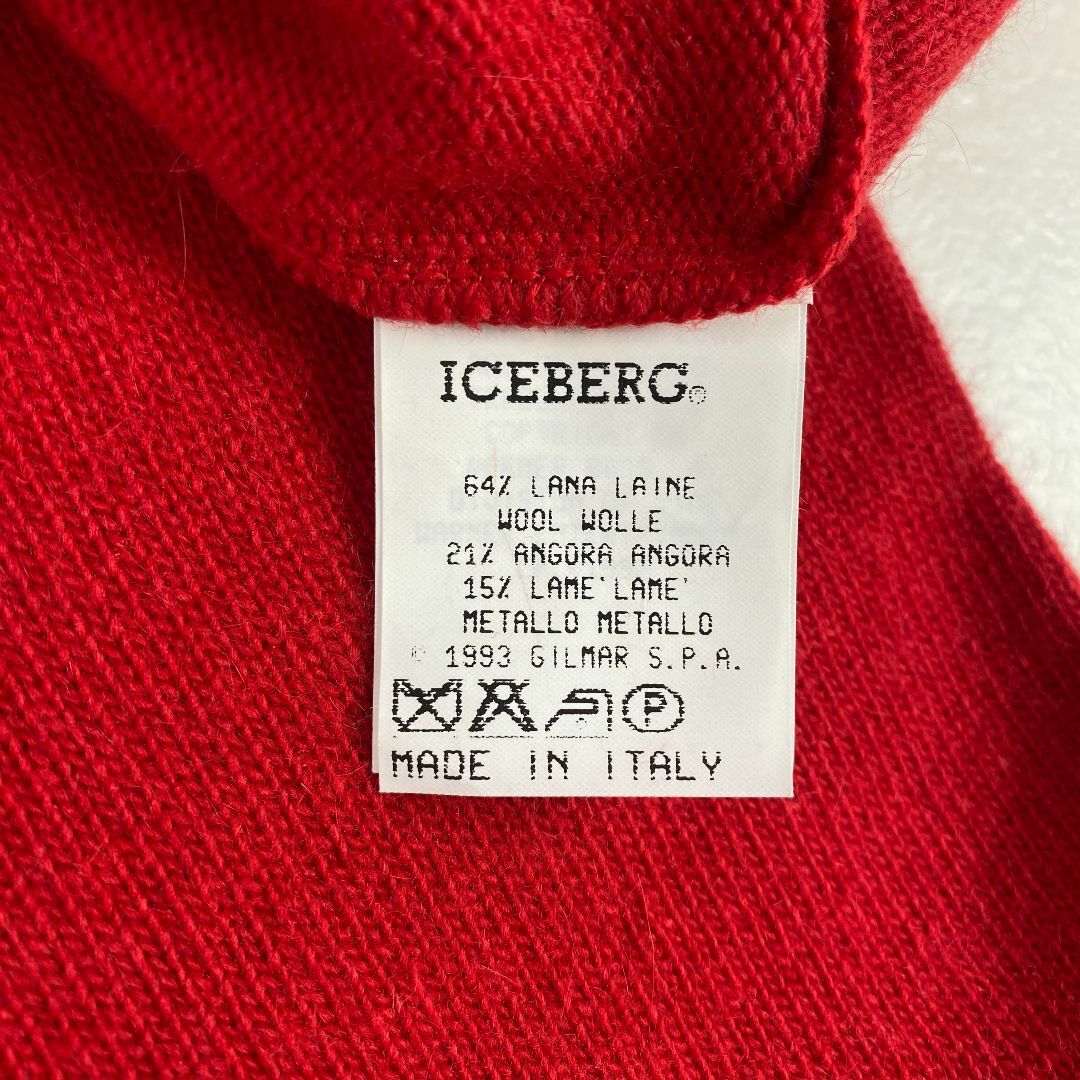 ICEBERG®
64% LANA LAINE
WOOL WOLLE
21% ANGORA ANGORA
15% LAME'LAME'
METALLO METALLO
© 1993 GILMAR S.P.A.
P
MADE IN ITALY